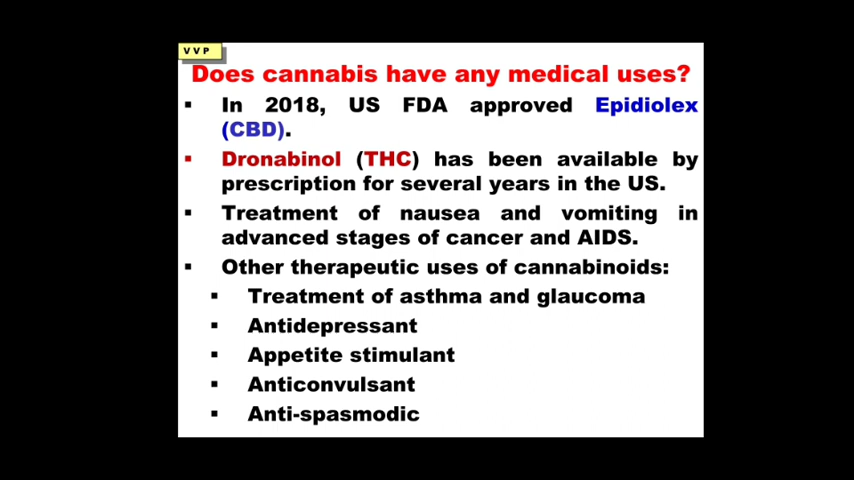 VVP
Does cannabis have any medical uses?
▪ In 2018, US FDA approved Epidiolex
(CBD).
▪ Dronabinol (THC) has been available by
prescription for several years in the US.
▪ Treatment of nausea and vomiting in
advanced stages of cancer and AIDS.
▪ Other therapeutic uses of cannabinoids:
▪ Treatment of asthma and glaucoma
▪ Antidepressant
▪ Appetite stimulant
▪ Anticonvulsant
▪ Anti-spasmodic